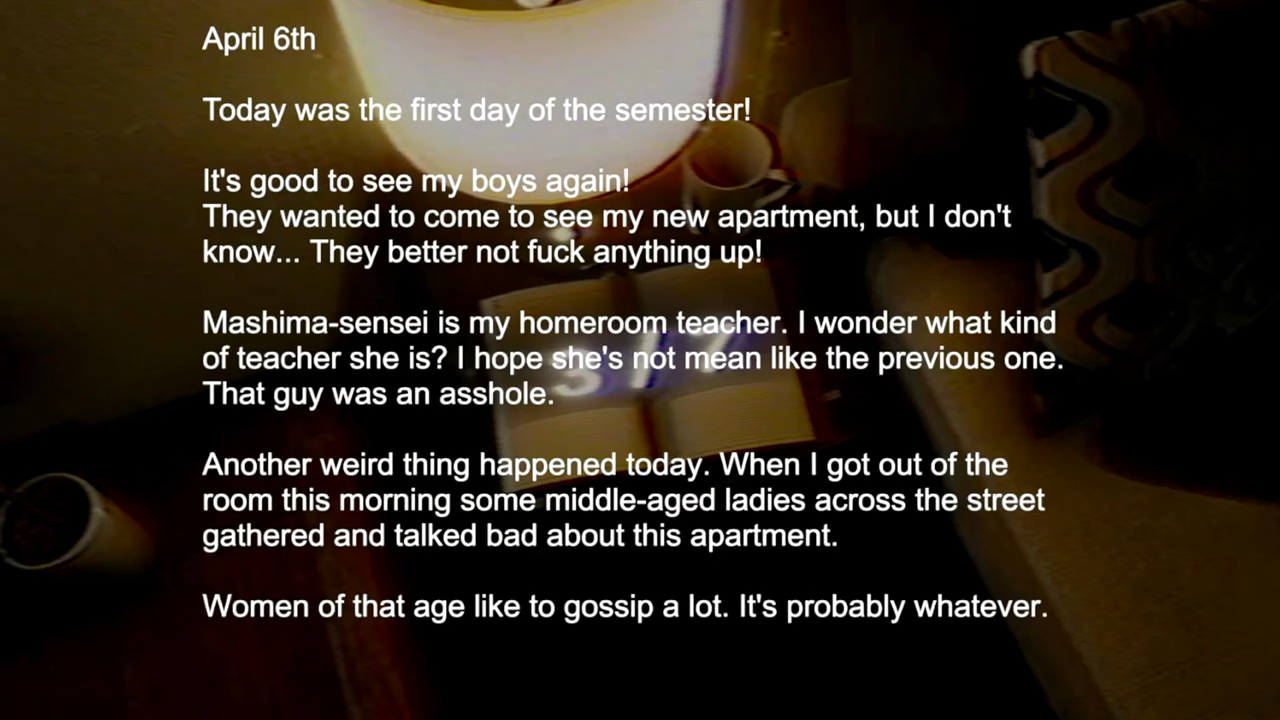 April 6th
Today was the first day of the semester!
It's good to see my boys again!
They wanted to come to see my new apartment, but I don't
know... They better not fuck anything up!
Mashima-sensei is my homeroom teacher. I wonder what kind
of teacher she is? I hope she's not mean like the previous one.
That guy was an asshole.
3/7
Another weird thing happened today. When I got out of the
room this morning some middle-aged ladies across the street
gathered and talked bad about this apartment.
Women of that age like to gossip a lot. It's probably whatever.